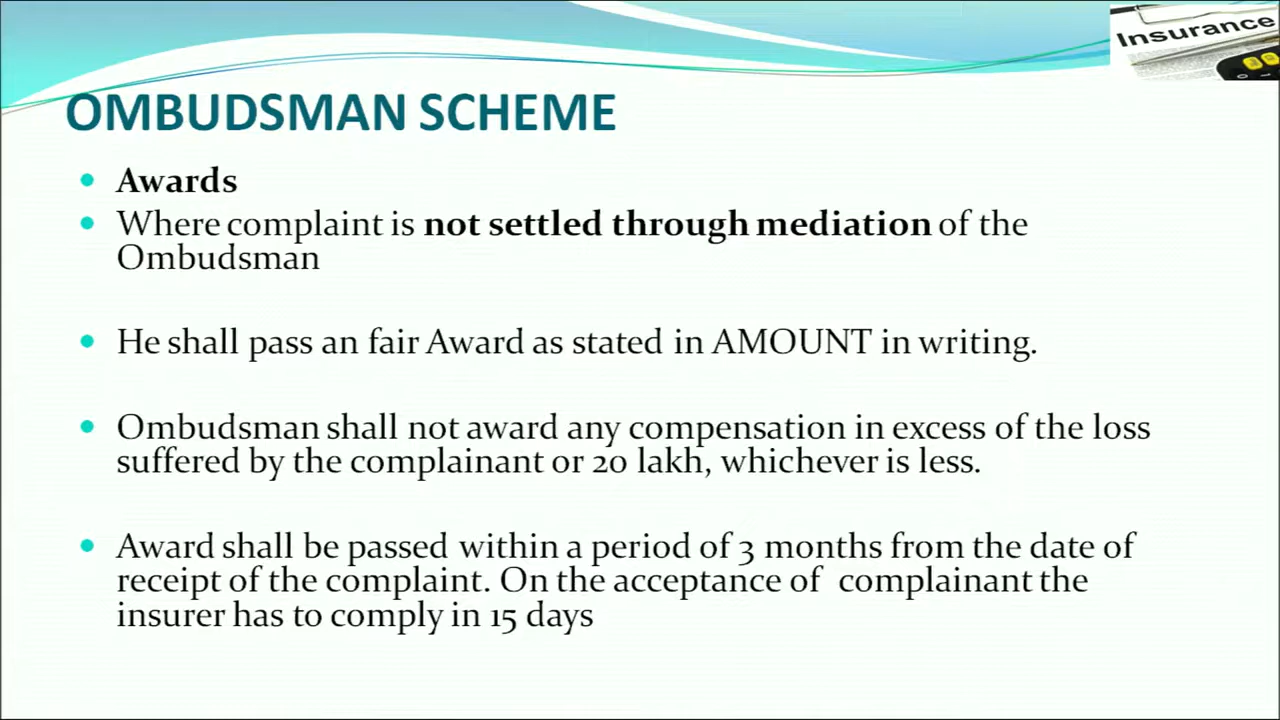 Insurance
OMBUDSMAN SCHEME
Awards
Where complaint is not settled through mediation of the
Ombudsman
He shall pass an fair Award as stated in AMOUNT in writing.
Ombudsman shall not award any compensation in excess of the loss
suffered by the complainant or 20 lakh, whichever is less.
Award shall be passed within a period of 3 months from the date of
receipt of the complaint. On the acceptance of complainant the
insurer has to comply in 15 days